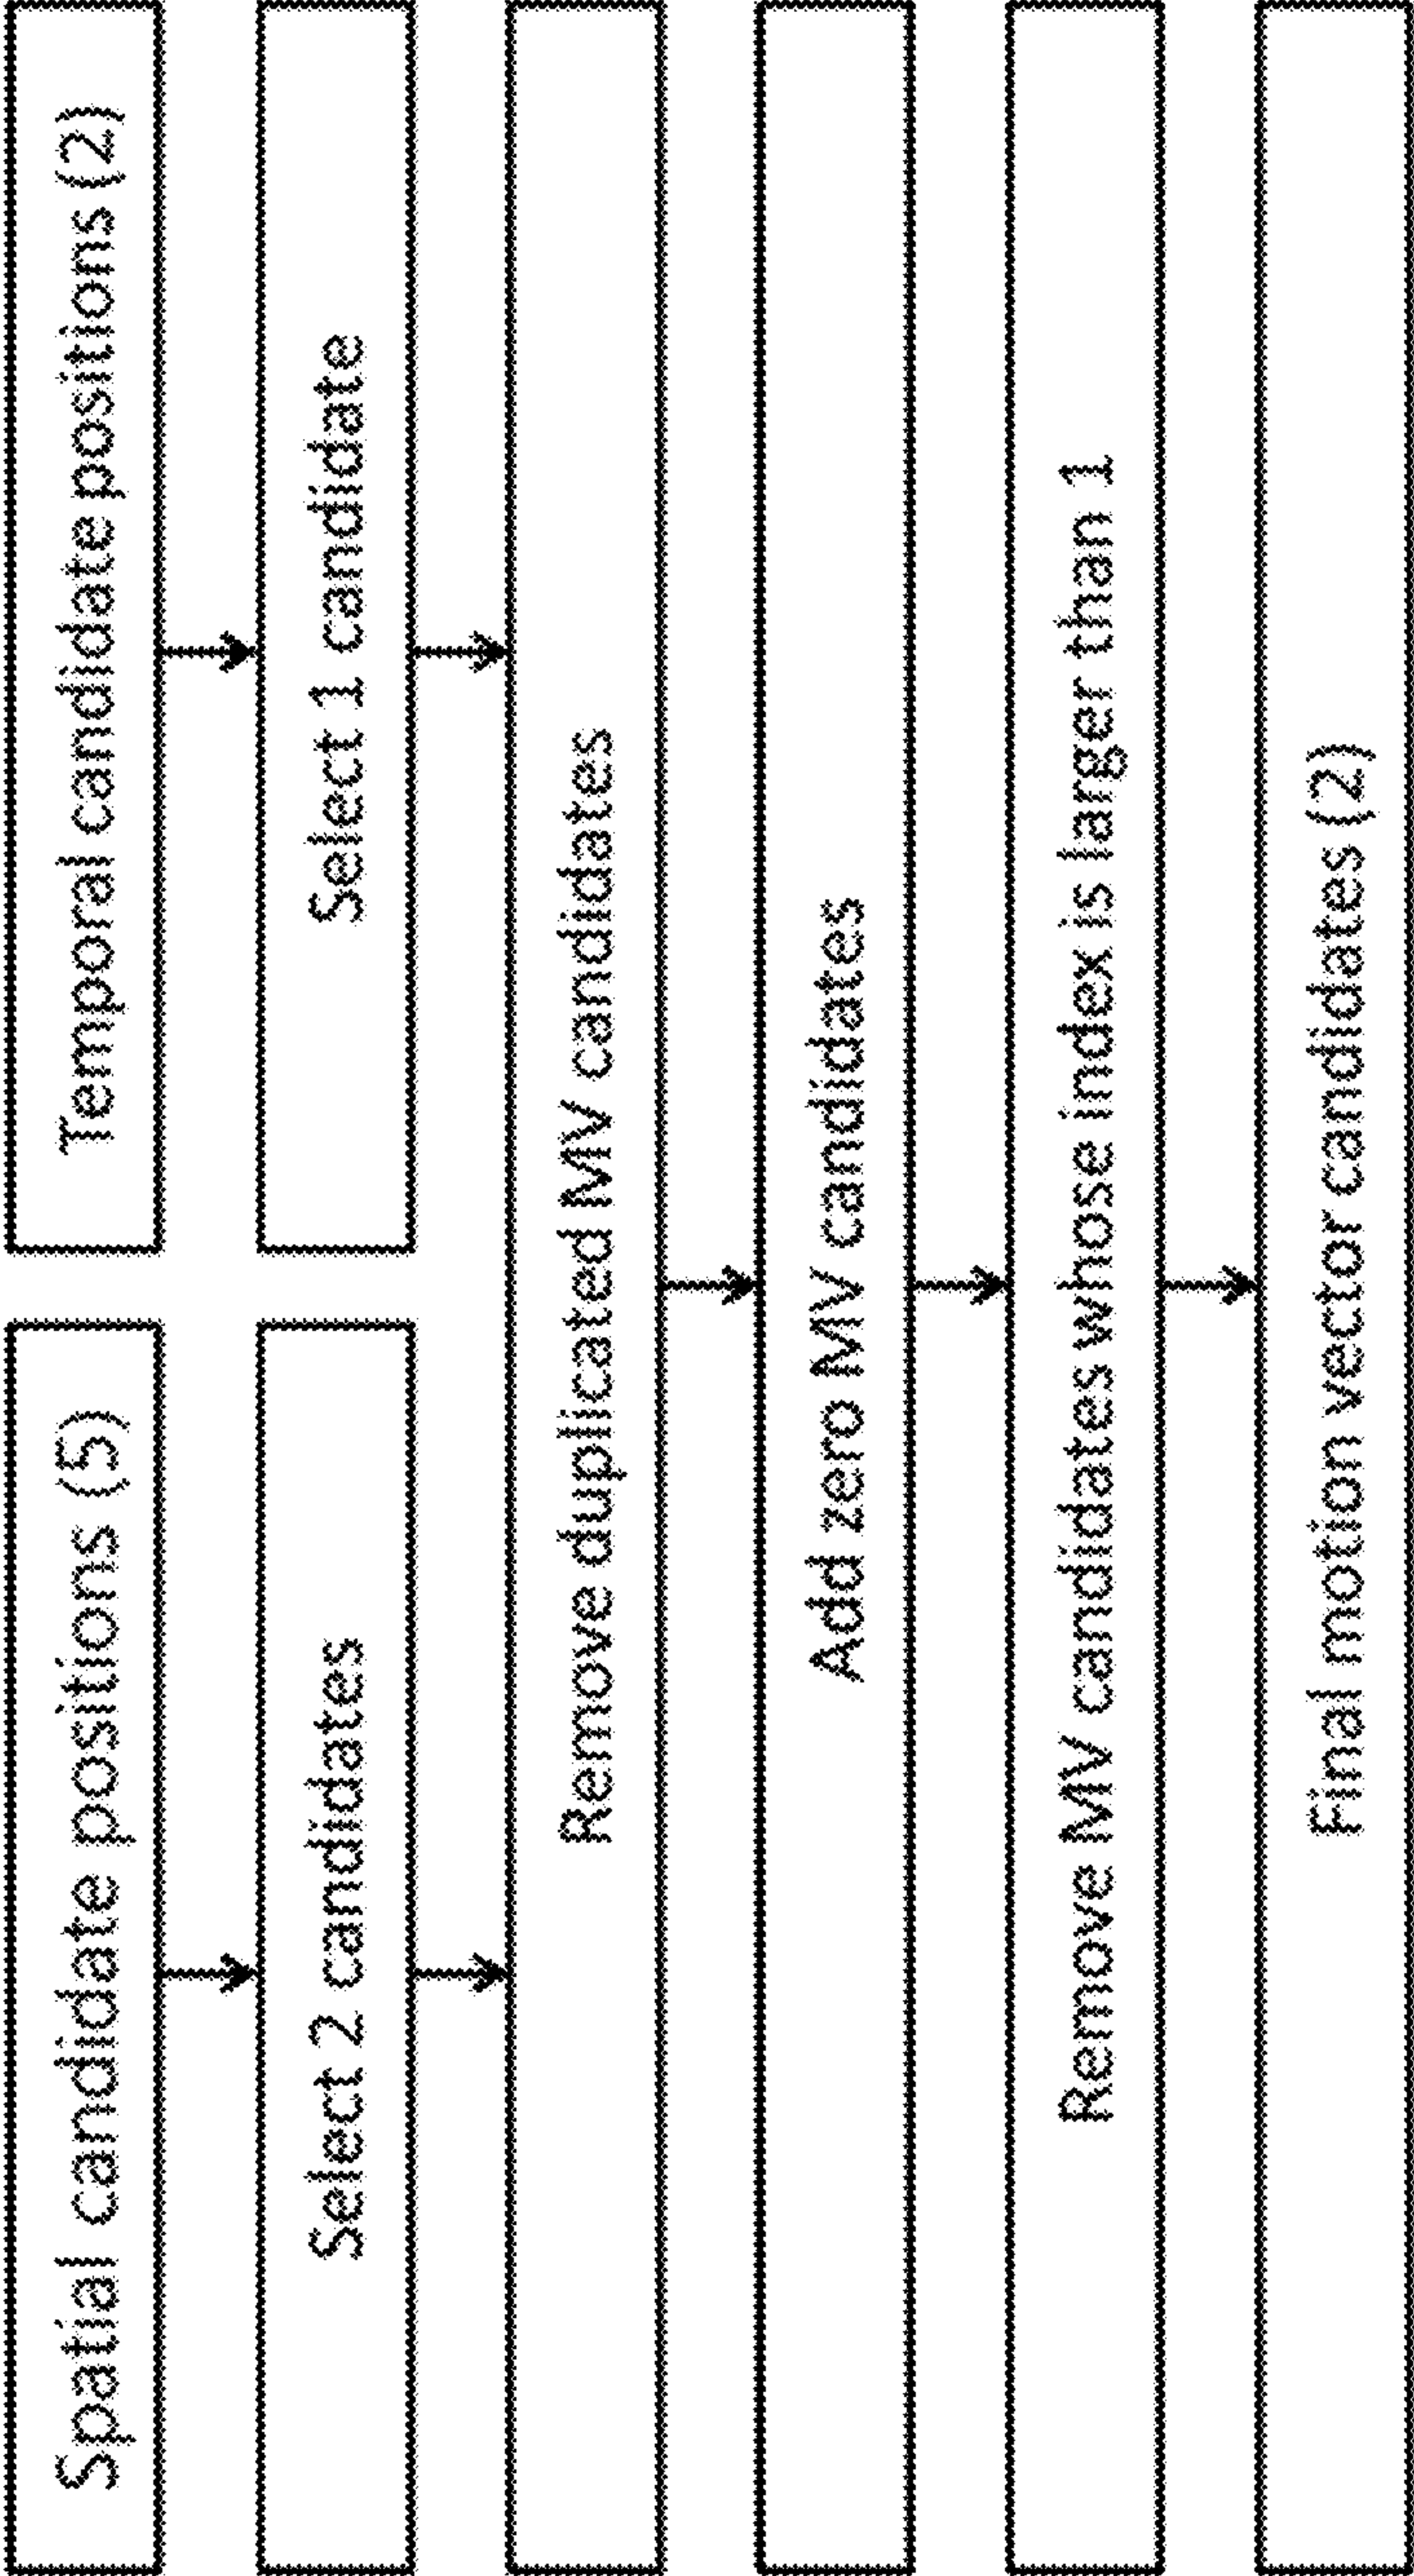 Spatial candidate positions (5)
Temporal candidate positions (2)
Select 2 candidates
Select 1 candidate
Remove duplicated MV candidates
Add zero MV candidates
Remove MV candidates whose index is larger than 1
Final motion vector candidates (2)